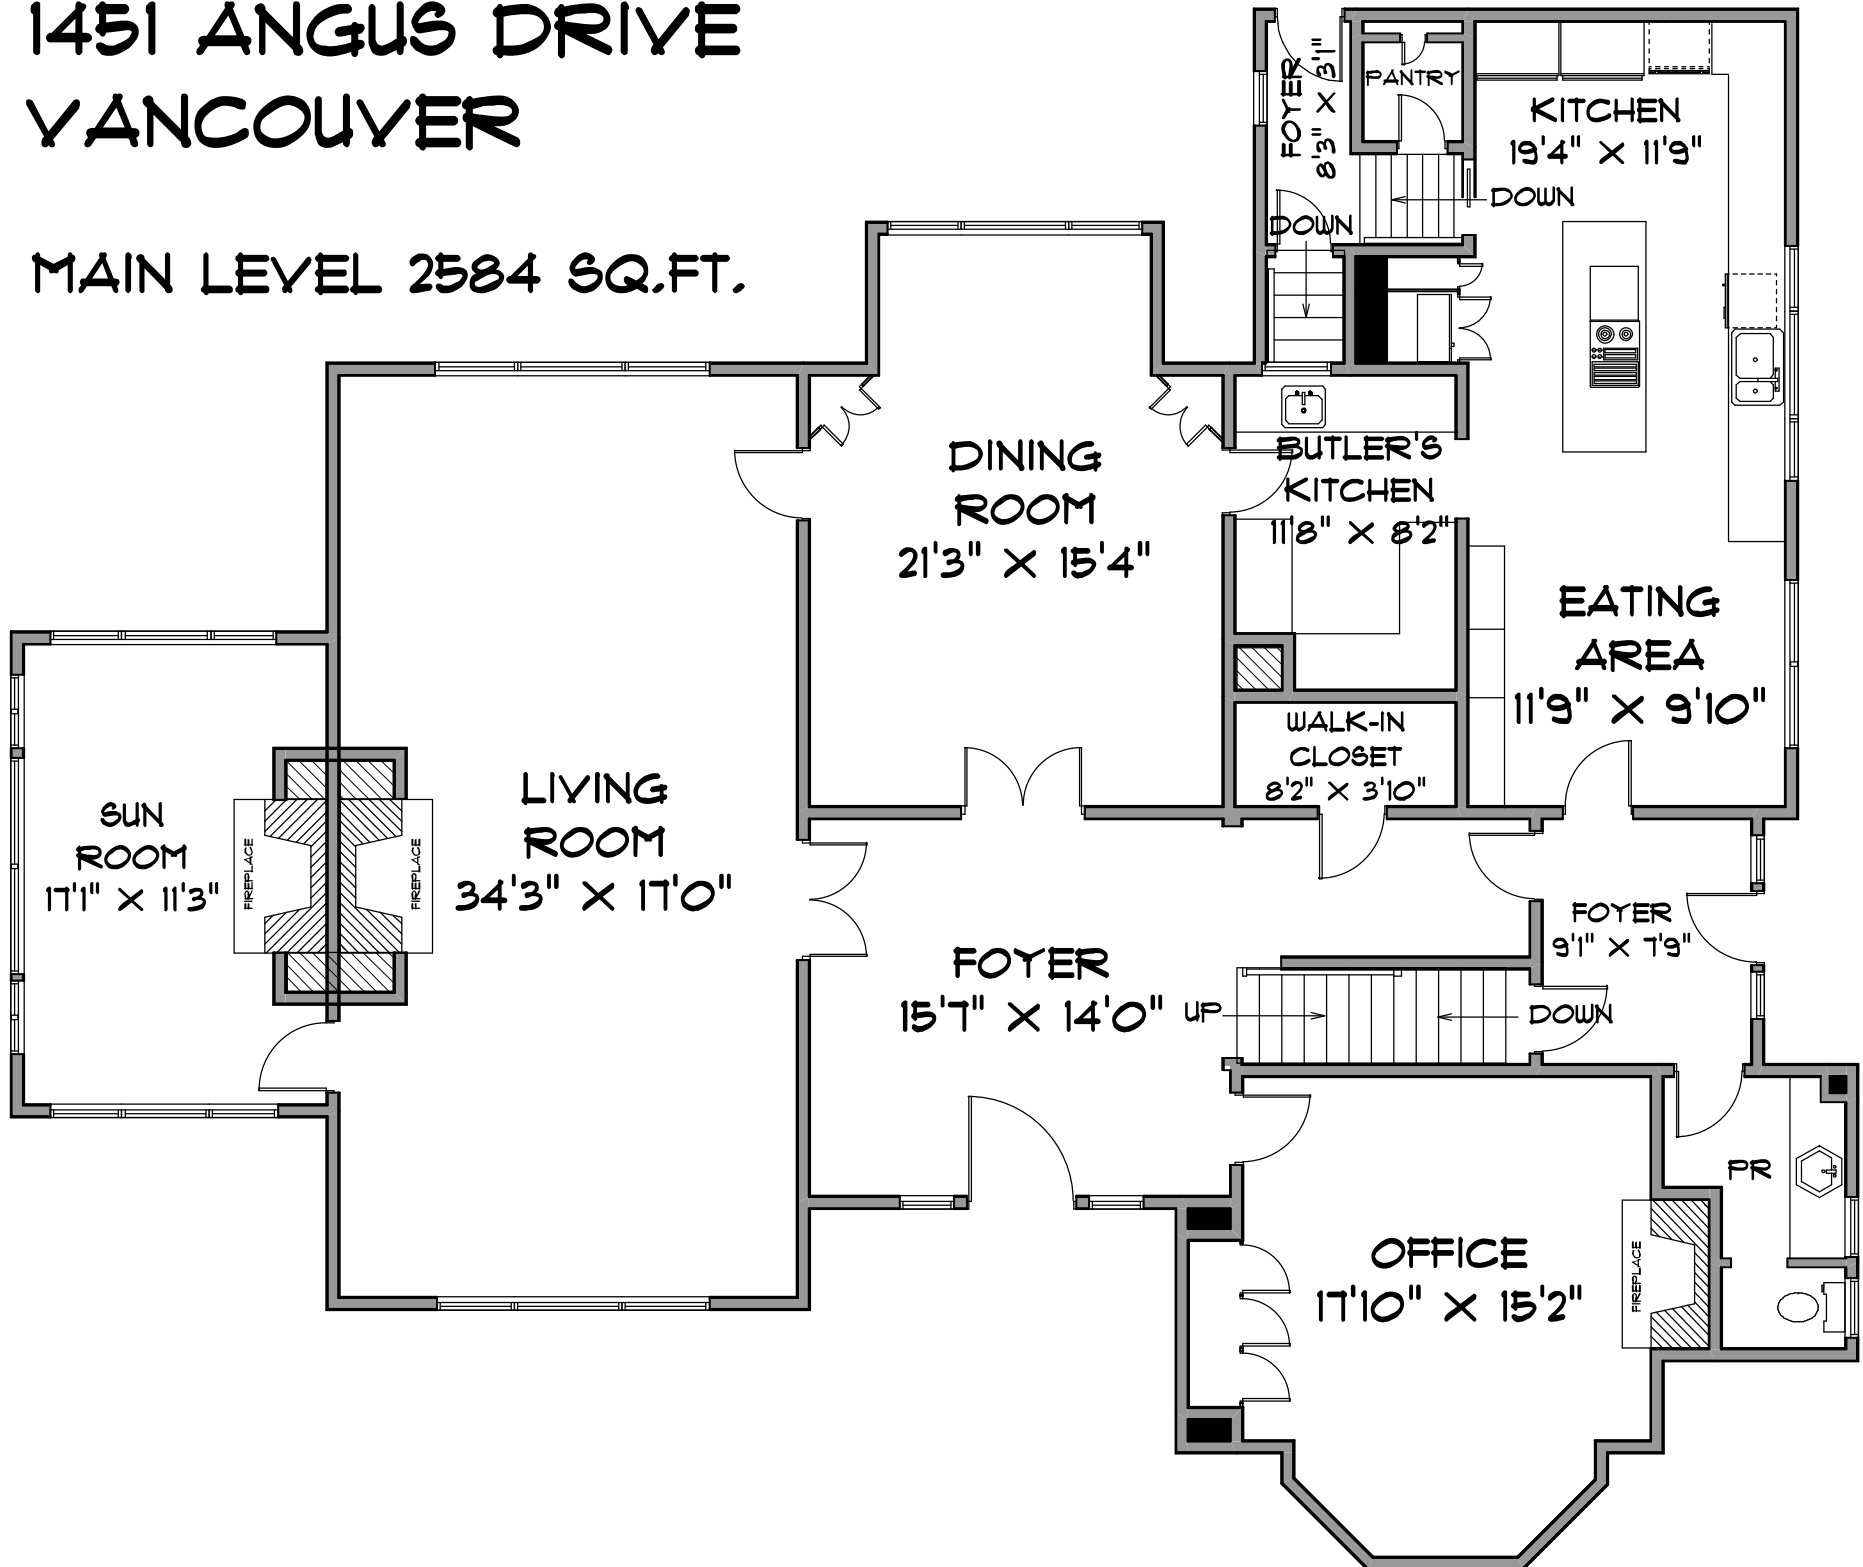 1451 ANGUS DRIVE
VANCOUVER
MAIN LEVEL 2584 SQ.FT.
FOYER
8'3" X 3'1"
PANTRY
KITCHEN
19'4" X 11'9"
DOWN
DOWN
DINING
ROOM
21'3" X 15'4"
BUTLER'S
KITCHEN
11'8" X 8'2"
EATING
AREA
11'9" X 9'10"
WALK-IN
CLOSET
8'2" X 3'10"
SUN
ROOM
17'1" X 11'3"
FIREPLACE
FIREPLACE
LIVING
ROOM
34'3" X 17'0"
FOYER
15'7" X 14'0"
UP
DOWN
FOYER
9'1" X 7'9"
PR
OFFICE
17'10" X 15'2"
FIREPLACE